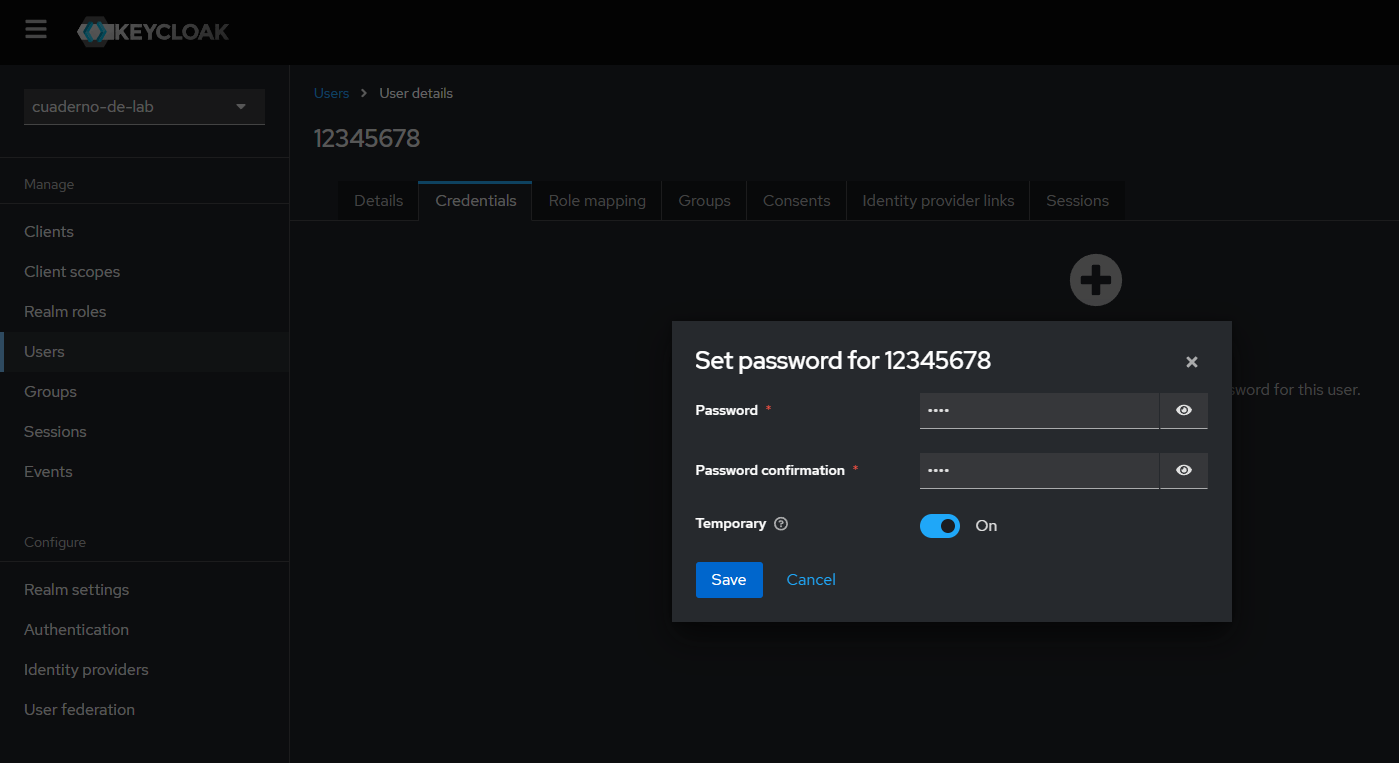 KEYCLOAK
cuaderno-de-lab
Manage
Clients
Client scopes
Realm roles
Users
Groups
Sessions
Events
Configure
Realm settings
Authentication
Identity providers
User federation
Users > User details
12345678
Details Credentials Role mapping Groups Consents Identity provider links Sessions
for this user.
Set password for 12345678
Password *
••••
Password confirmation *
••••
Temporary
On
Save Cancel